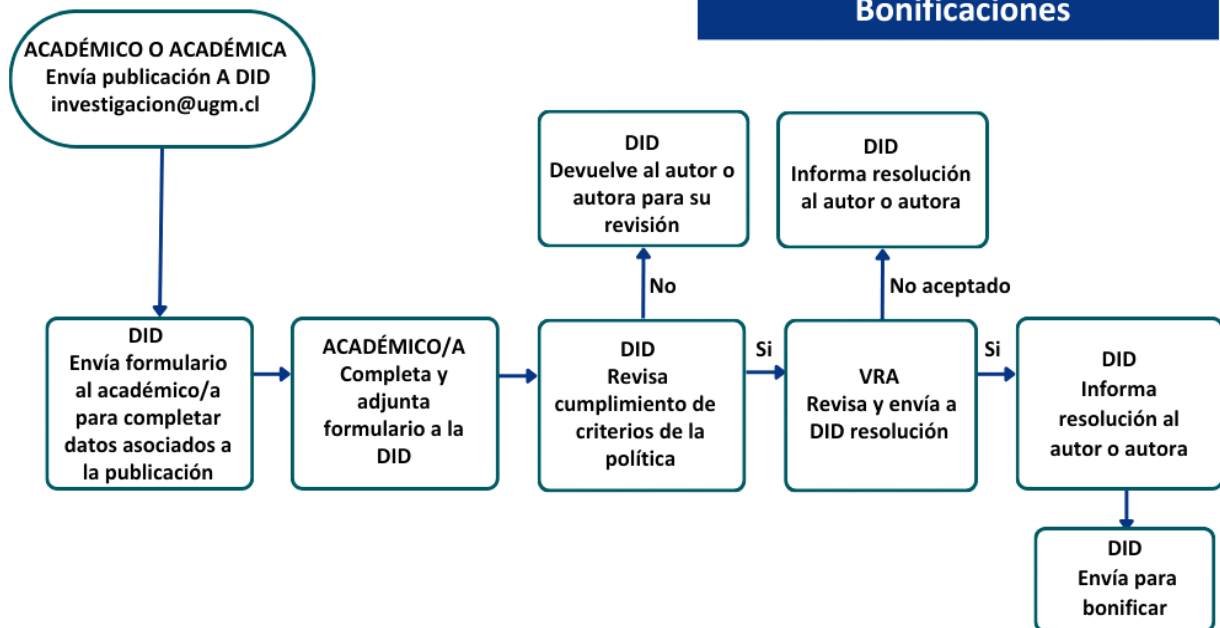 Bonificaciones
ACADÉMICO O ACADÉMICA
Envía publicación A DID
investigacion@ugm.cl
DID
Envía formulario
al académico/a
para completar
datos asociados a
la publicación
ACADÉMICO/A
Completa y
adjunta
formulario a la
DID
DID
Revisa
cumplimiento de
criterios de la
política
No
DID
Devuelve al autor o
autora para su
revisión
Si
VRA
Revisa y envía a
DID resolución
No aceptado
DID
Informa resolución
al autor o autora
Si
DID
Informa
resolución al
autor o autora
DID
Envía para
bonificar